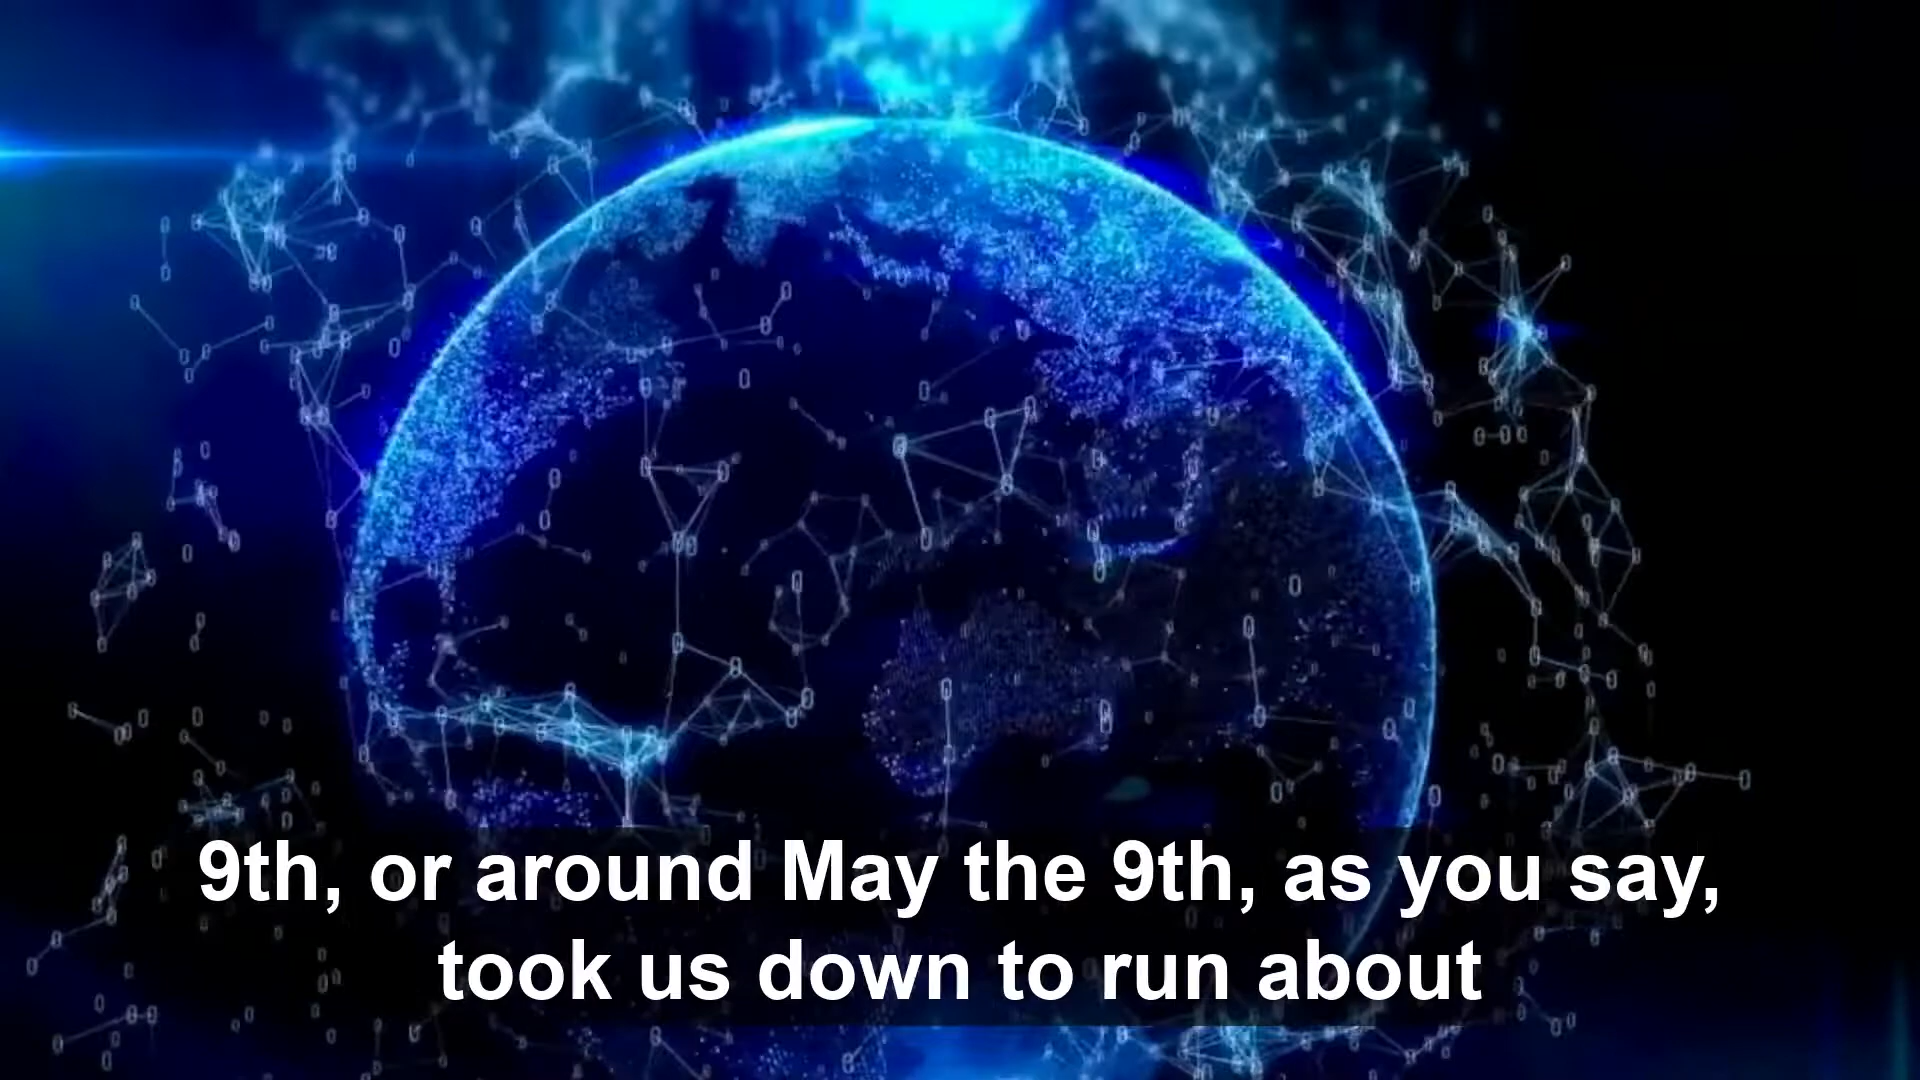 9th, or around May the 9th, as you say,
took us down to run about